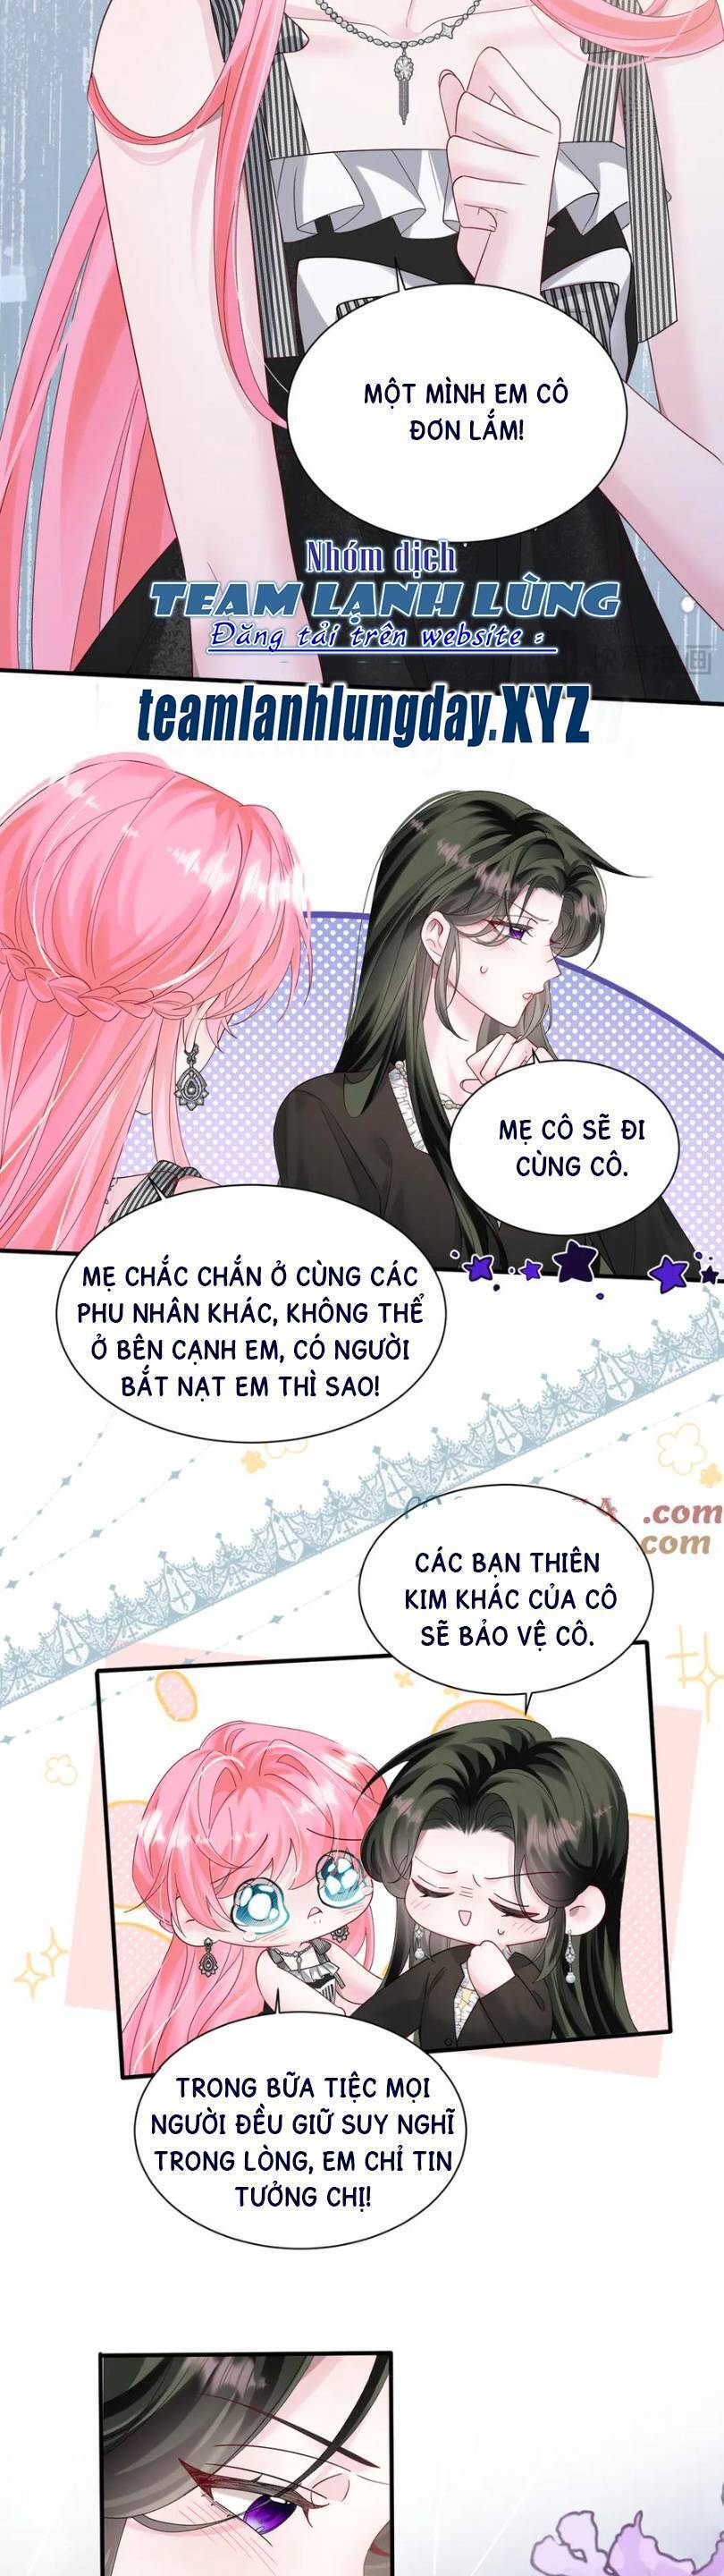 MỘT MÌNH EM CÔ
ĐƠN LẮM!
Nhóm dịch
TEAM LẠNH LÙNG
Đăng tải trên website :
teamlanhlungday.XYZ
MẸ CÔ SẼ ĐI
CÙNG CÔ.
MẸ CHẮC CHẮN Ở CÙNG CÁC
PHU NHÂN KHÁC, KHÔNG THỂ
Ở BÊN CẠNH EM, CÓ NGƯỜI
BẮT NẠT EM THÌ SAO!
.com
com
CÁC BẠN THIÊN
KIM KHÁC CỦA CÔ
SẼ BẢO VỆ CÔ.
TRONG BỮA TIỆC MỌI
NGƯỜI ĐỀU GIỮ SUY NGHĨ
TRONG LÒNG, EM CHỈ TIN
TƯỞNG CHỊ!